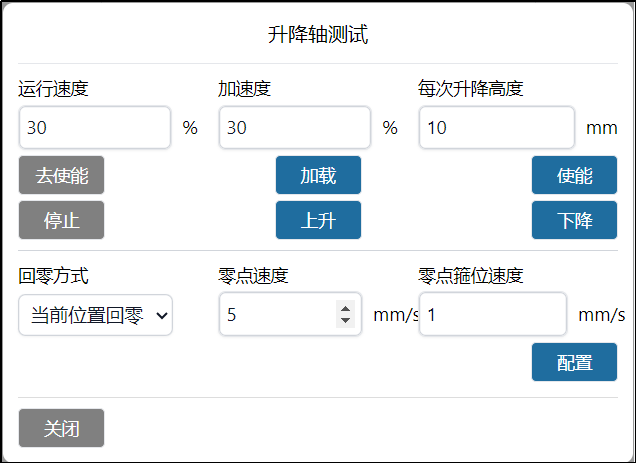 升降轴测试
运行速度 加速度 每次升降高度
30 % 30 % 10 mm
去使能 加载 使能
停止 上升 下降
回零方式 零点速度 零点箍位速度
当前位置回零 5 mm/s 1 mm/s
配置
关闭